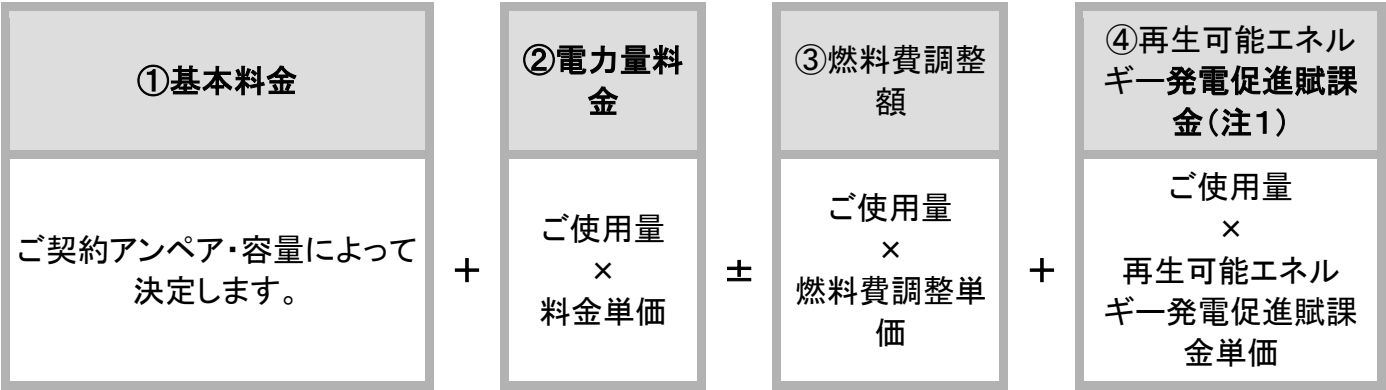 ①基本料金
②電力量料
金
③燃料費調整
額
④再生可能エネル
ギー発電促進賦課
金(注1)
ご契約アンペア・容量によって
決定します。
+
ご使用量
×
料金単価
±
ご使用量
×
燃料費調整単
価
+
ご使用量
×
再生可能エネル
ギー発電促進賦課
金単価